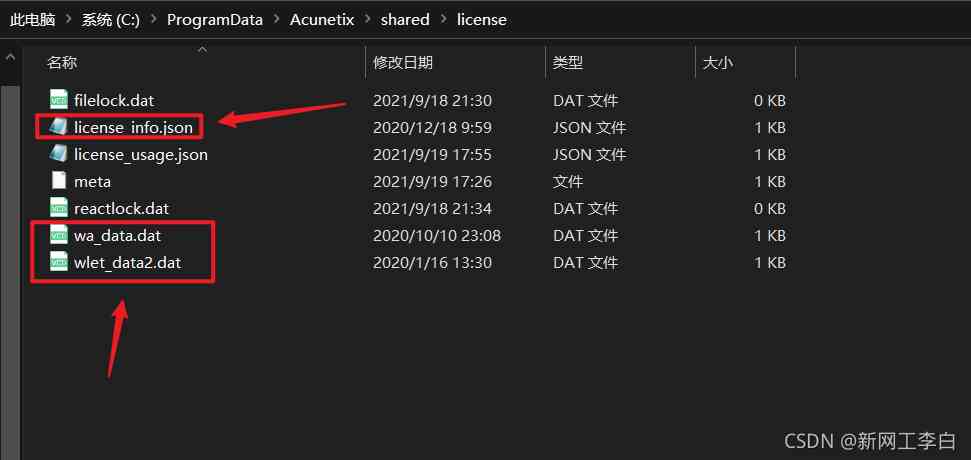 此电脑 > 系统 (C:) > ProgramData > Acunetix > shared > license
名称 修改日期 类型 大小
filelock.dat 2021/9/18 21:30 DAT 文件 0 KB
license_info.json 2020/12/18 9:59 JSON 文件 1 KB
license_usage.json 2021/9/19 17:55 JSON 文件 1 KB
meta 2021/9/19 17:26 文件 1 KB
reactlock.dat 2021/9/18 21:34 DAT 文件 0 KB
wa_data.dat 2020/10/10 23:08 DAT 文件 1 KB
wlet_data2.dat 2020/1/16 13:30 DAT 文件 1 KB
CSDN @新网工李白